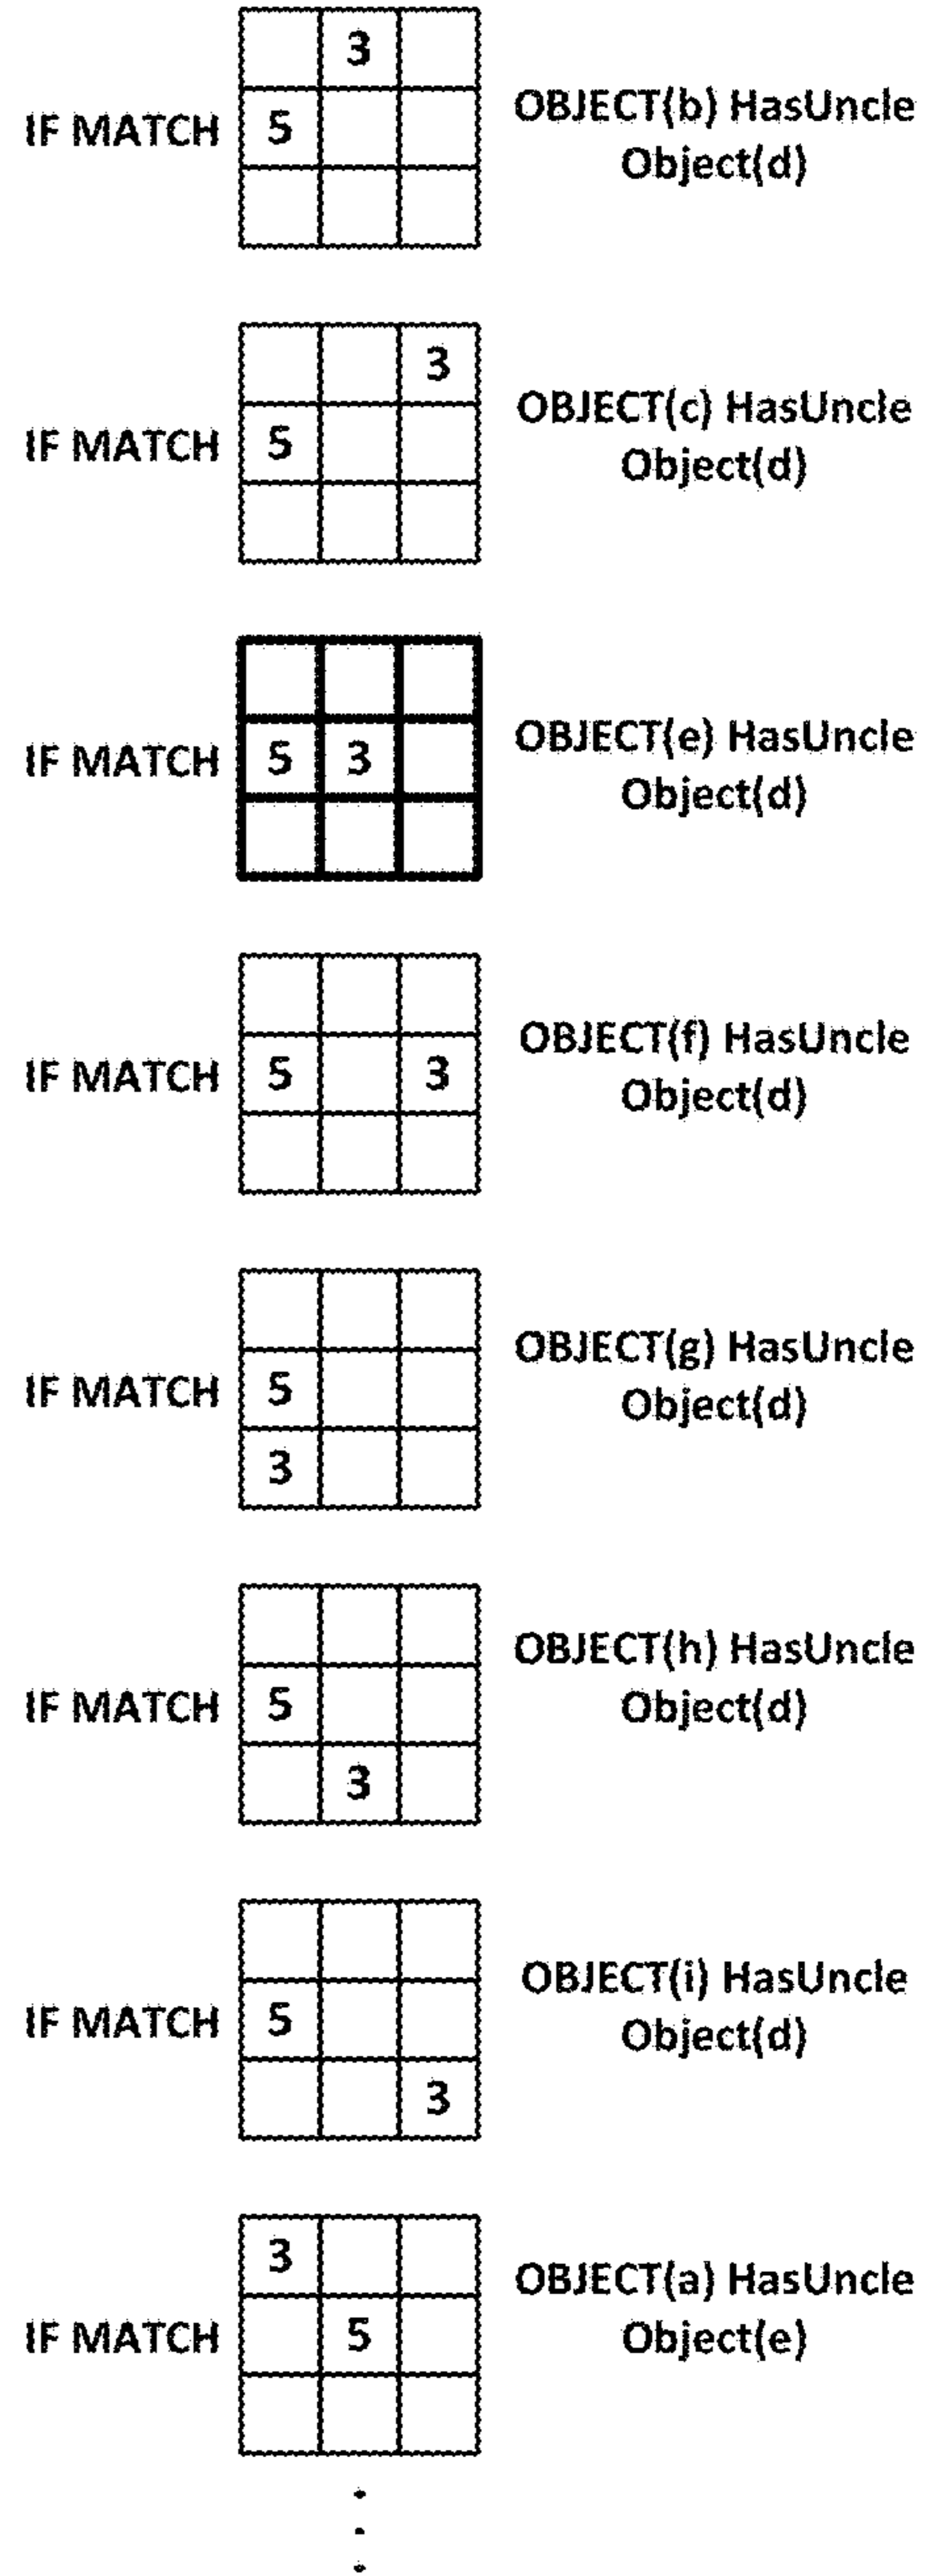 3
OBJECT(b) HasUncle
IF MATCH 5
Object(d)
3
OBJECT(c) HasUncle
IF MATCH 5
Object(d)
OBJECT(e) HasUncle
IF MATCH 5 3
Object(d)
OBJECT(f) HasUncle
IF MATCH 5 3
Object(d)
OBJECT(g) HasUncle
IF MATCH 5
Object(d)
3
OBJECT(h) HasUncle
IF MATCH 5
Object(d)
3
OBJECT(i) HasUncle
IF MATCH 5
Object(d)
3
3
OBJECT(a) HasUncle
IF MATCH 5
Object(e)